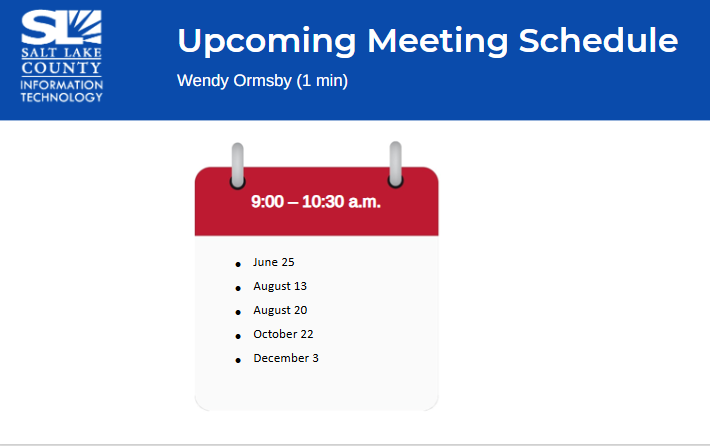 SL
SALT LAKE
COUNTY
INFORMATION
TECHNOLOGY
Upcoming Meeting Schedule
Wendy Ormsby (1 min)
9:00 – 10:30 a.m.
• June 25
• August 13
• August 20
• October 22
• December 3